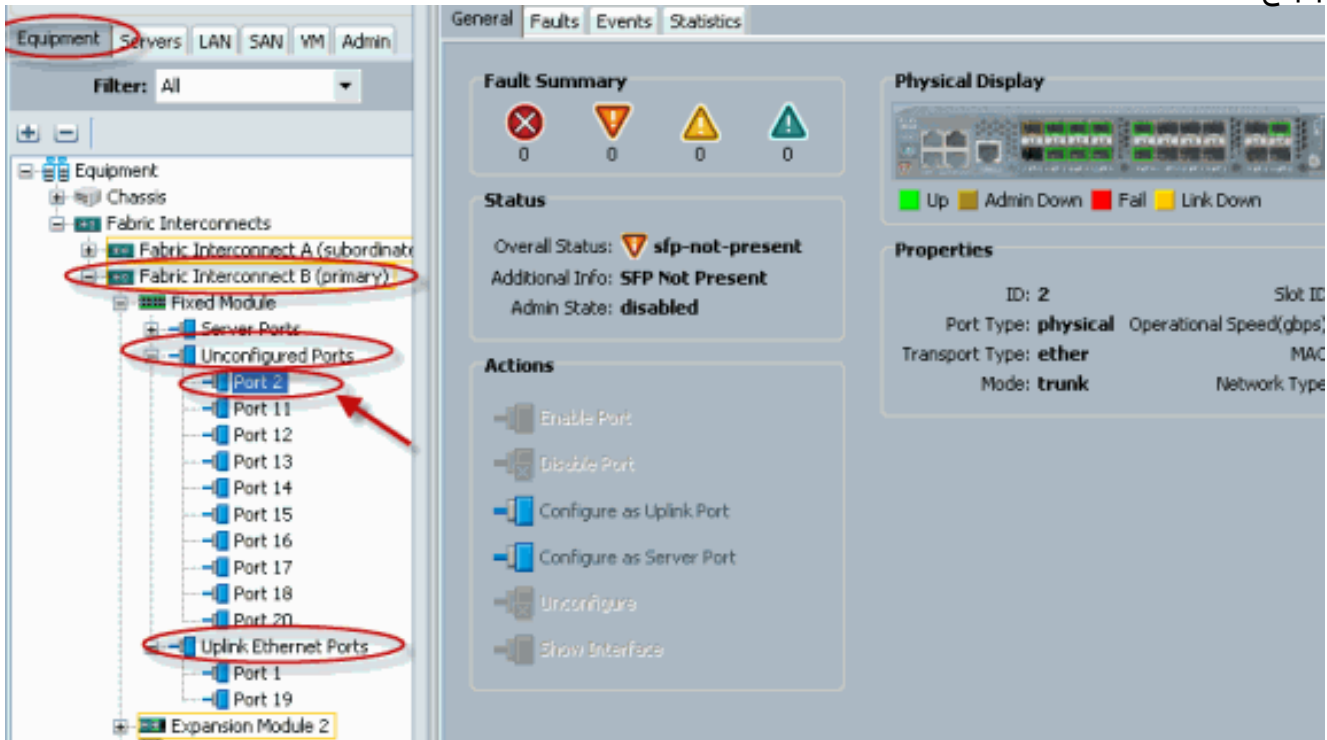 Equipment Servers LAN SAN VM Admin
Filter: All
Equipment
Chassis
Fabric Interconnects
Fabric Interconnect A (subordinate
Fabric Interconnect B (primary)
Fixed Module
Server Ports
Unconfigured Ports
Port 2
Port 11
Port 12
Port 13
Port 14
Port 15
Port 16
Port 17
Port 18
Port 20
Uplink Ethernet Ports
Port 1
Port 19
Expansion Module 2
General Faults Events Statistics
Fault Summary
0 0 0 0
Status
Overall Status: sfp-not-present
Additional Info: SFP Not Present
Admin State: disabled
Actions
Enable Port
Disable Port
Configure as Uplink Port
Configure as Server Port
Unconfigure
Show Interface
Physical Display
Up Admin Down Fail Link Down
Properties
ID: 2 Slot ID
Port Type: physical Operational Speed(gbps)
Transport Type: ether MAC
Mode: trunk Network Type